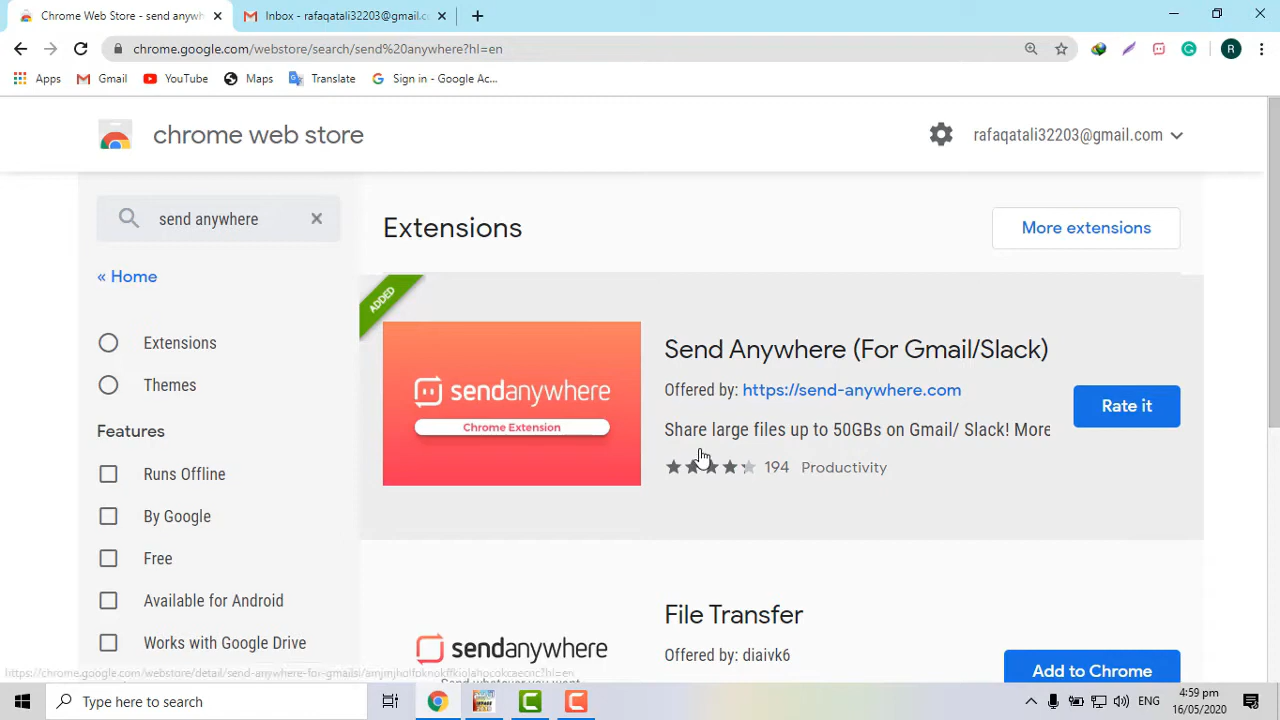 Chrome Web Store - send anyw
Inbox - rafaqatali32203@gmail.c
chrome.google.com/webstore/search/send%20anywhere?hl=en
R
Apps
Gmail
YouTube
Maps
Translate
Sign in - Google Ac...
chrome web store
rafaqatali32203@gmail.com
send anywhere
« Home
Extensions
Themes
Features
Runs Offline
By Google
Free
Available for Android
Works with Google Drive
Extensions
More extensions
ADDED
sendanywhere
Chrome Extension
Send Anywhere (For Gmail/Slack)
Offered by: https://send-anywhere.com
Share large files up to 50GBs on Gmail/ Slack! More
194 Productivity
Rate it
sendanywhere
File Transfer
Offered by: diaivk6
Add to Chrome
Type here to search
ENG
4:59 pm
16/05/2020